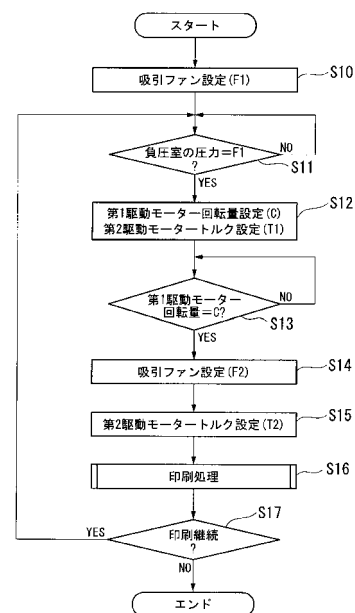 スタート
吸引ファン設定(F1)
S10
負圧室の圧力=F1
?
NO
S11
YES
第1駆動モーター回転量設定(C)
第2駆動モータートルク設定(T1)
S12
第1駆動モーター
回転量=C?
NO
S13
YES
吸引ファン設定(F2)
S14
第2駆動モータートルク設定(T2)
S15
印刷処理
S16
印刷継続
?
S17
YES
NO
エンド